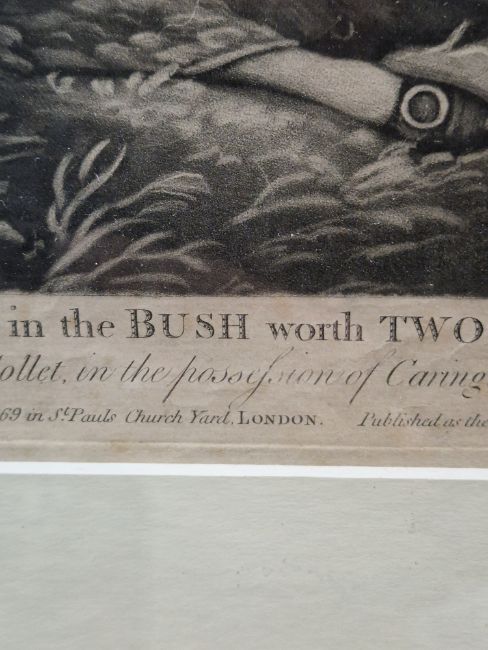 in the BUSH worth TWO
ollet, in the poſseſsion of Caring
69 in St. Pauls Church Yard, LONDON. Published as the